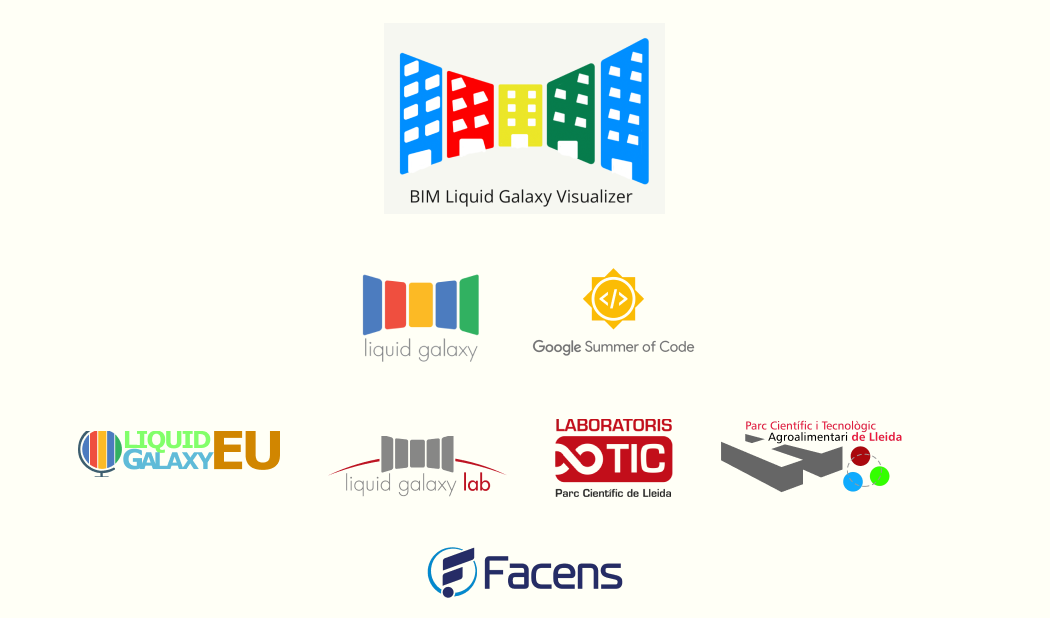 BIM Liquid Galaxy Visualizer
liquid galaxy
</>
Google Summer of Code
LIQUID
GALAXY
EU
liquid galaxy lab
LABORATORIS
TIC
Parc Científic de Lleida
Parc Científic i Tecnològic
Agroalimentari de Lleida
Facens